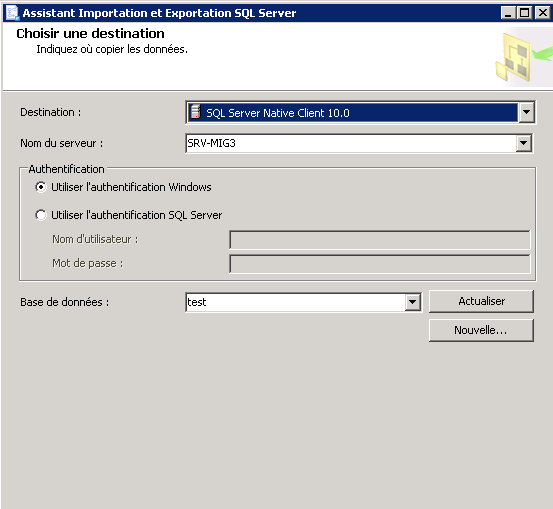 Assistant Importation et Exportation SQL Server
Choisir une destination
Indiquez où copier les données.
Destination :
SQL Server Native Client 10.0
Nom du serveur :
SRV-MIG3
Authentification
Utiliser l'authentification Windows
Utiliser l'authentification SQL Server
Nom d'utilisateur :
Mot de passe :
Base de données :
test
Actualiser
Nouvelle...